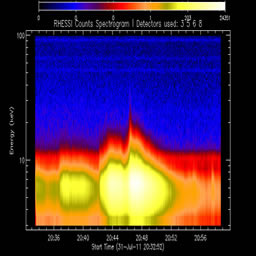 RHESSI Counts Spectrogram | Detectors used: 3 5 6 8
100
10
Energy (keV)
20:36 20:40 20:44 20:48 20:52 20:56
Start Time (31-Jul-11 20:32:52)